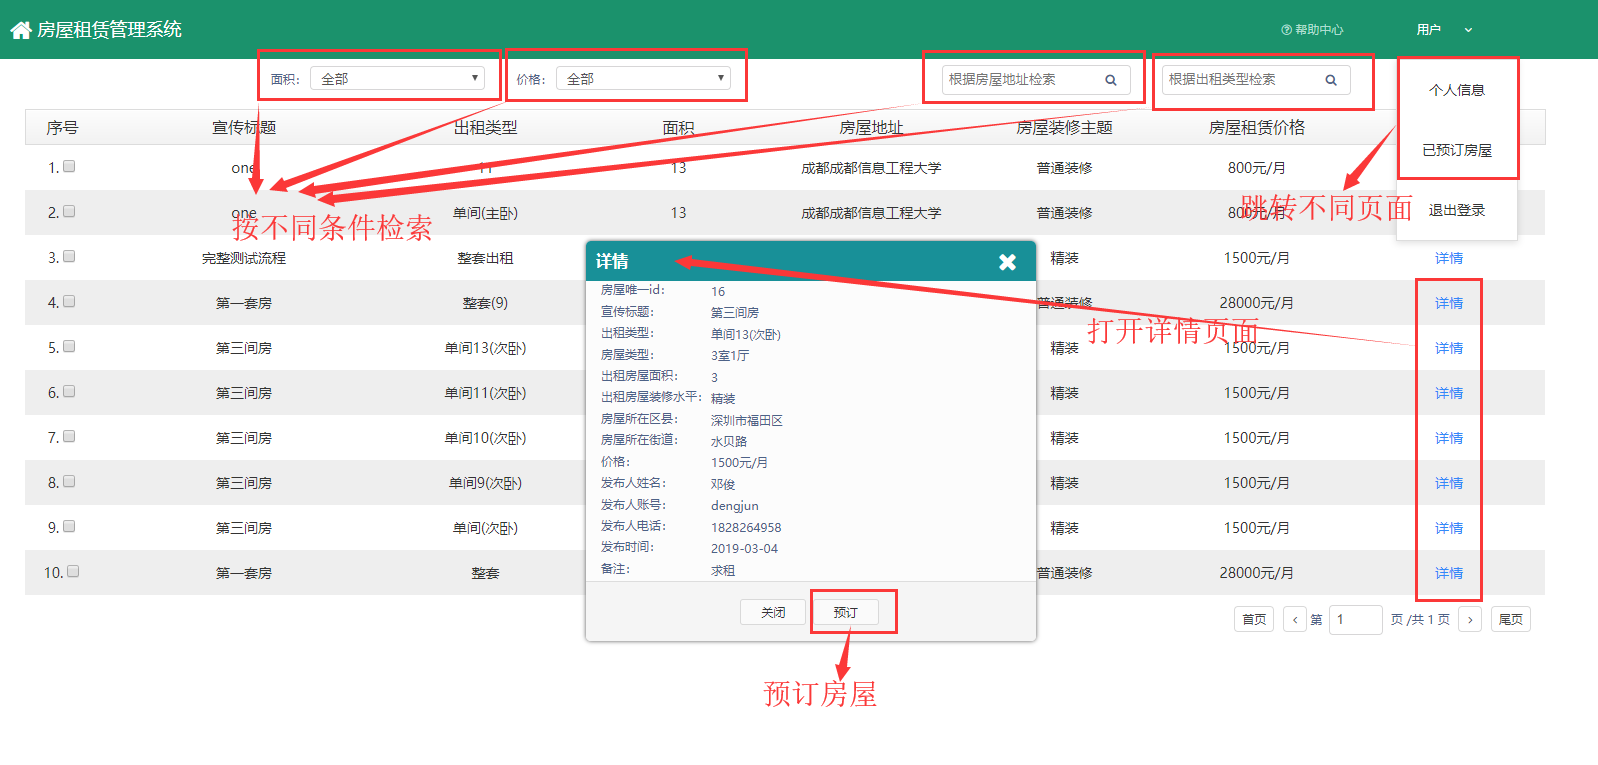 房屋租赁管理系统
帮助中心
用户
面积： 全部
价格： 全部
根据房屋地址检索
根据出租类型检索
个人信息
已预订房屋
退出登录
序号 宣传标题 出租类型 面积 房屋地址 房屋装修主题 房屋租赁价格
1. one 11 13 成都成都信息工程大学 普通装修 800元/月
2. one 单间(主卧) 13 成都成都信息工程大学 普通装修 800元/月
3. 完整测试流程 整套出租 精装 1500元/月 详情
4. 第一套房 整套(9) 普通装修 28000元/月 详情
5. 第三间房 单间13(次卧) 精装 1500元/月 详情
6. 第三间房 单间11(次卧) 精装 1500元/月 详情
7. 第三间房 单间10(次卧) 精装 1500元/月 详情
8. 第三间房 单间9(次卧) 精装 1500元/月 详情
9. 第三间房 单间(次卧) 精装 1500元/月 详情
10. 第一套房 整套 普通装修 28000元/月 详情
按不同条件检索
跳转不同页面
打开详情页面
详情
房屋唯一id： 16
宣传标题： 第三间房
出租类型： 单间13(次卧)
房屋类型： 3室1厅
出租房屋面积： 3
出租房屋装修水平： 精装
房屋所在区县： 深圳市福田区
房屋所在街道： 水贝路
价格： 1500元/月
发布人姓名： 邓俊
发布人账号： dengjun
发布人电话： 1828264958
发布时间： 2019-03-04
备注： 求租
关闭 预订
预订房屋
首页 ‹ 第 1 页 /共 1 页 › 尾页